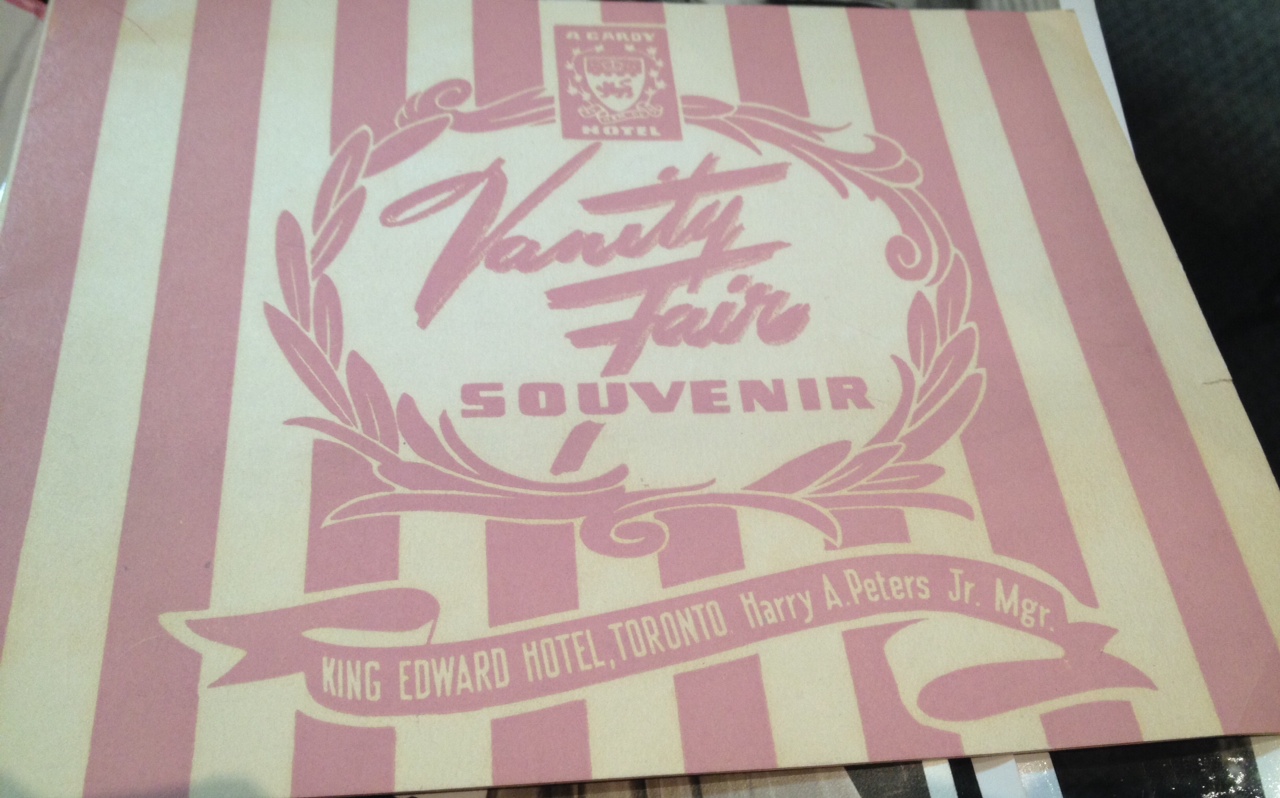 A CARDY
HOTEL
Vanity
Fair
SOUVENIR
KING EDWARD HOTEL, TORONTO. Harry A. Peters Jr. Mgr.